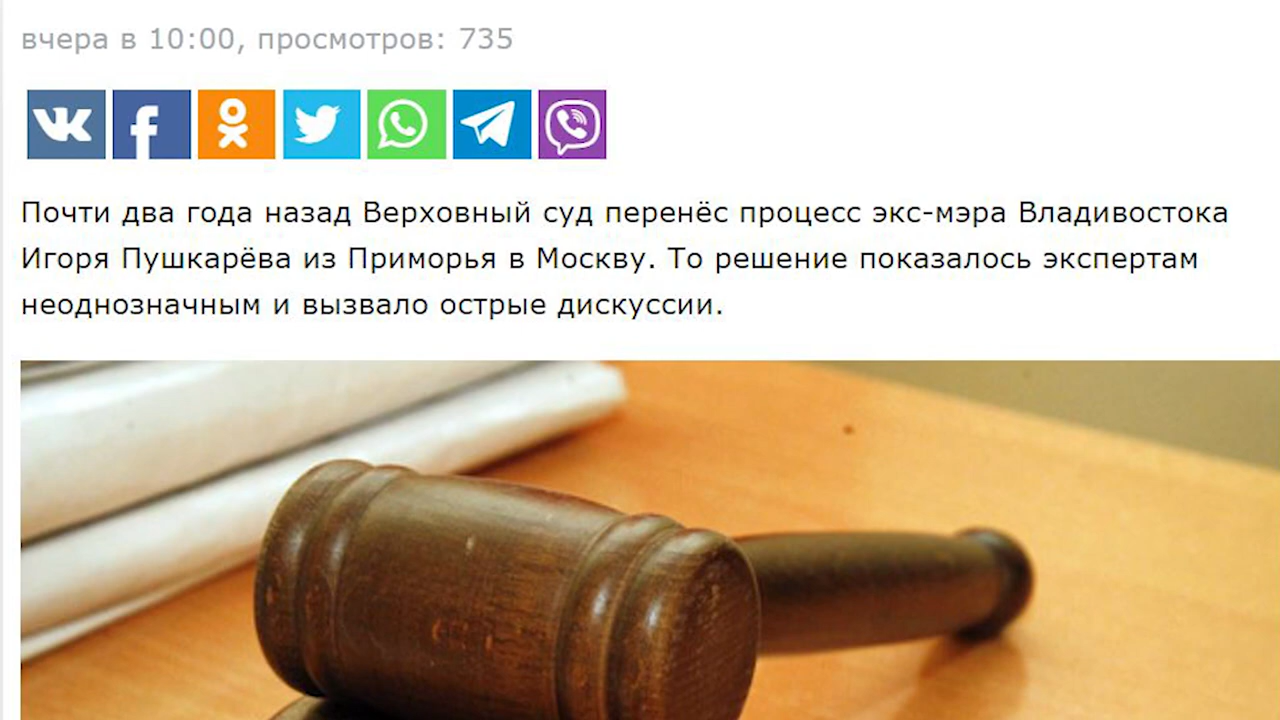 вчера в 10:00, просмотров: 735
Почти два года назад Верховный суд перенёс процесс экс-мэра Владивостока
Игоря Пушкарёва из Приморья в Москву. То решение показалось экспертам
неоднозначным и вызвало острые дискуссии.